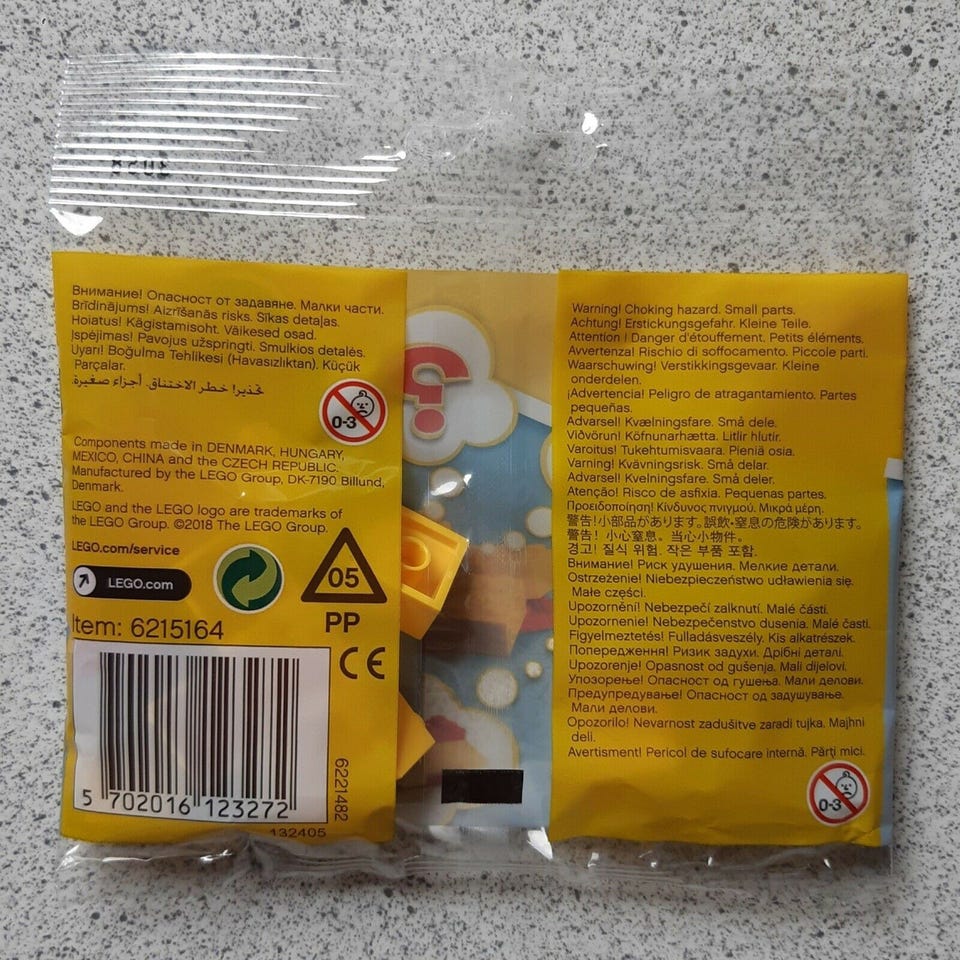 Внимание! Опасност от задавяне. Малки части.
Brīdinājums! Aizrīšanās risks. Sīkas detaļas.
Hoiatus! Kägistamisoht. Väikesed osad.
Įspėjimas! Pavojus užspringti. Smulkios detalės.
Uyarı! Boğulma Tehlikesi (Havasızlıktan). Küçük
Parçalar.
تحذير! خطر الاختناق. أجزاء صغيرة.
0-3
Components made in DENMARK, HUNGARY,
MEXICO, CHINA and the CZECH REPUBLIC.
Manufactured by the LEGO Group, DK-7190 Billund,
Denmark.
LEGO and the LEGO logo are trademarks of
the LEGO Group. ©2018 The LEGO Group.
LEGO.com/service
LEGO.com
05
PP
Item: 6215164
CE
5 702016 123272
6221482
132405
?
Warning! Choking hazard. Small parts.
Achtung! Erstickungsgefahr. Kleine Teile.
Attention ! Danger d'étouffement. Petits éléments.
Avvertenza! Rischio di soffocamento. Piccole parti.
Waarschuwing! Verstikkingsgevaar. Kleine
onderdelen.
¡Advertencia! Peligro de atragantamiento. Partes
pequeñas.
Advarsel! Kvælningsfare. Små dele.
Viðvörun! Köfnunarhætta. Litlir hlutir.
Varoitus! Tukehtumisvaara. Pieniä osia.
Varning! Kvävningsrisk. Små delar.
Advarsel! Kvelningsfare. Små deler.
Atenção! Risco de asfixia. Pequenas partes.
Προειδοποίηση! Κίνδυνος πνιγμού. Μικρά μέρη.
警告！小部品があります。誤飲・窒息の危険があります。
警告！小心窒息。当心小物件。
경고! 질식 위험. 작은 부품 포함.
Внимание! Риск удушения. Мелкие детали.
Ostrzeżenie! Niebezpieczeństwo udławienia się.
Małe części.
Upozornění! Nebezpečí zalknutí. Malé části.
Upozornenie! Nebezpečenstvo dusenia. Malé časti.
Figyelmeztetés! Fulladásveszély. Kis alkatrészek.
Попередження! Ризик задухи. Дрібні деталі.
Upozorenje! Opasnost od gušenja. Mali dijelovi.
Упозорење! Опасност од гушења. Мали делови.
Предупредување! Опасност од задушување.
Мали делови.
Opozorilo! Nevarnost zadušitve zaradi tujka. Majhni
deli.
Avertisment! Pericol de sufocare internă. Părţi mici.
0-3